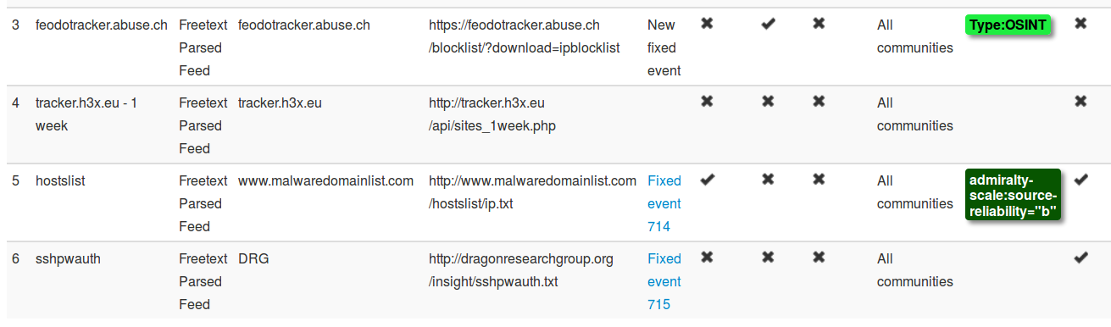 3 feodotracker.abuse.ch Freetext feodotracker.abuse.ch https://feodotracker.abuse.ch New ✖ ✔ ✖ All Type:OSINT ✖
Parsed /blocklist/?download=ipblocklist fixed communities
Feed event
4 tracker.h3x.eu - 1 Freetext tracker.h3x.eu http://tracker.h3x.eu ✖ ✖ ✖ All ✖
week Parsed /api/sites_1week.php communities
Feed
5 hostslist Freetext www.malwaredomainlist.com http://www.malwaredomainlist.com Fixed ✔ ✖ ✖ All admiralty- ✔
Parsed /hostslist/ip.txt event communities scale:source-
Feed 714 reliability="b"
6 sshpwauth Freetext DRG http://dragonresearchgroup.org Fixed ✖ ✖ ✖ All ✔
Parsed /insight/sshpwauth.txt event communities
Feed 715